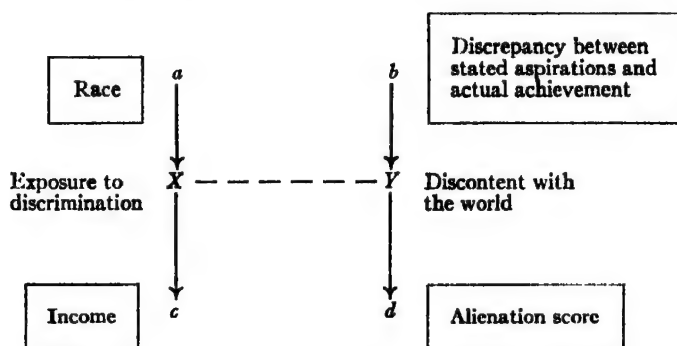 Race
a
b
Discrepancy between
stated aspirations and
actual achievement
Exposure to
discrimination
X
Y
Discontent with
the world
Income
c
d
Alienation score